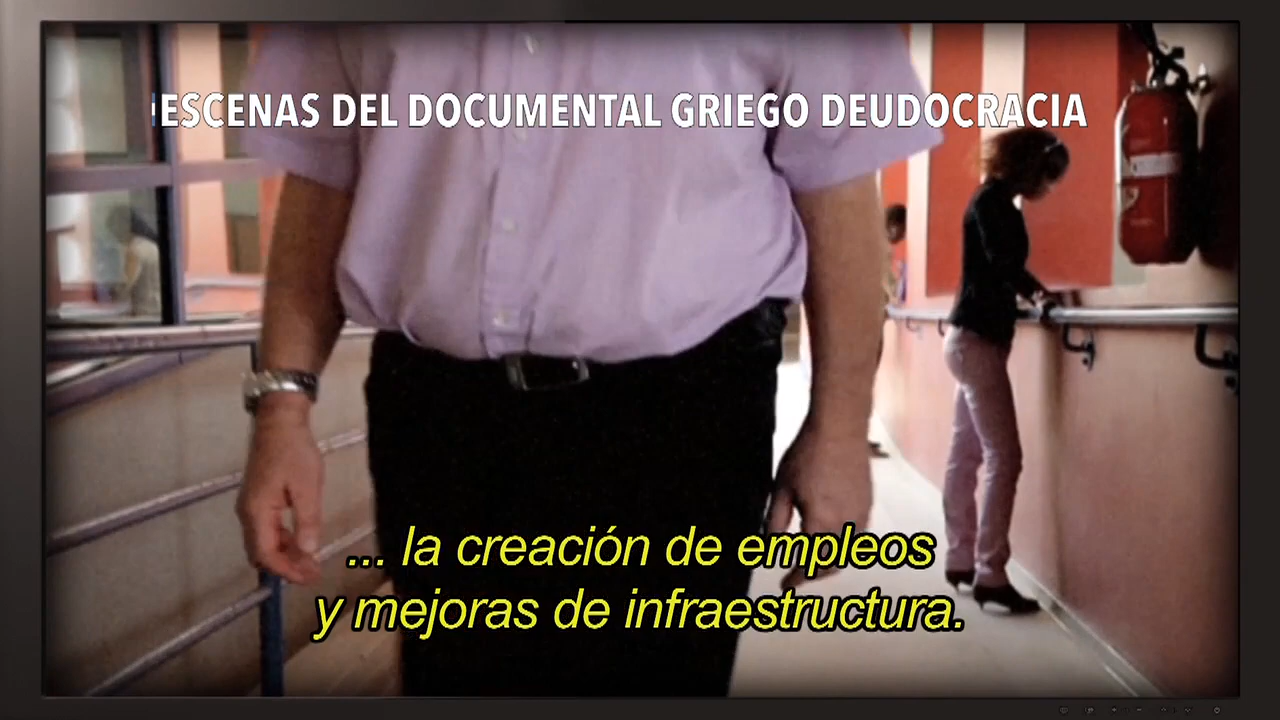 ESCENAS DEL DOCUMENTAL GRIEGO DEUDOCRACIA
... la creación de empleos
y mejoras de infraestructura.